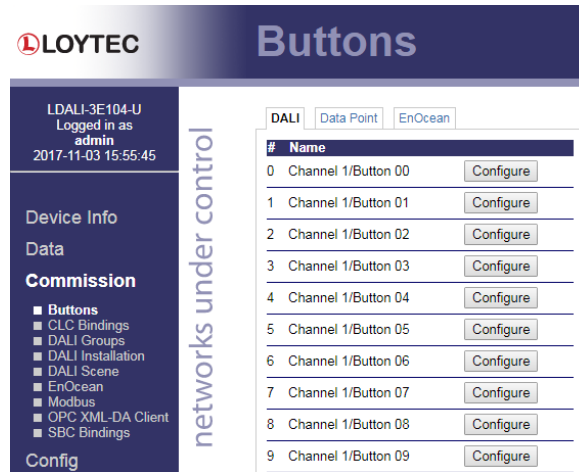 LOYTEC
Buttons
LDALI-3E104-U
Logged in as
admin
2017-11-03 15:55:45
Device Info
Data
Commission
Buttons
CLC Bindings
DALI Groups
DALI Installation
DALI Scene
EnOcean
Modbus
OPC XML-DA Client
SBC Bindings
Config
networks under control
DALI Data Point EnOcean
# Name
0 Channel 1/Button 00 Configure
1 Channel 1/Button 01 Configure
2 Channel 1/Button 02 Configure
3 Channel 1/Button 03 Configure
4 Channel 1/Button 04 Configure
5 Channel 1/Button 05 Configure
6 Channel 1/Button 06 Configure
7 Channel 1/Button 07 Configure
8 Channel 1/Button 08 Configure
9 Channel 1/Button 09 Configure